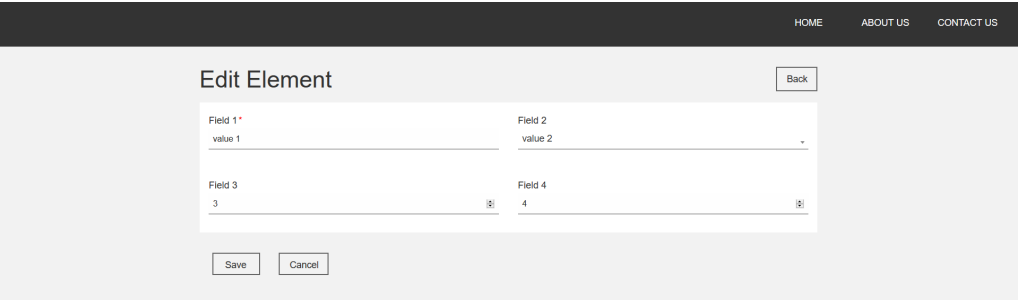 HOME ABOUT US CONTACT US
Edit Element Back
Field 1* Field 2
value 1 value 2
Field 3 Field 4
3 4
Save Cancel